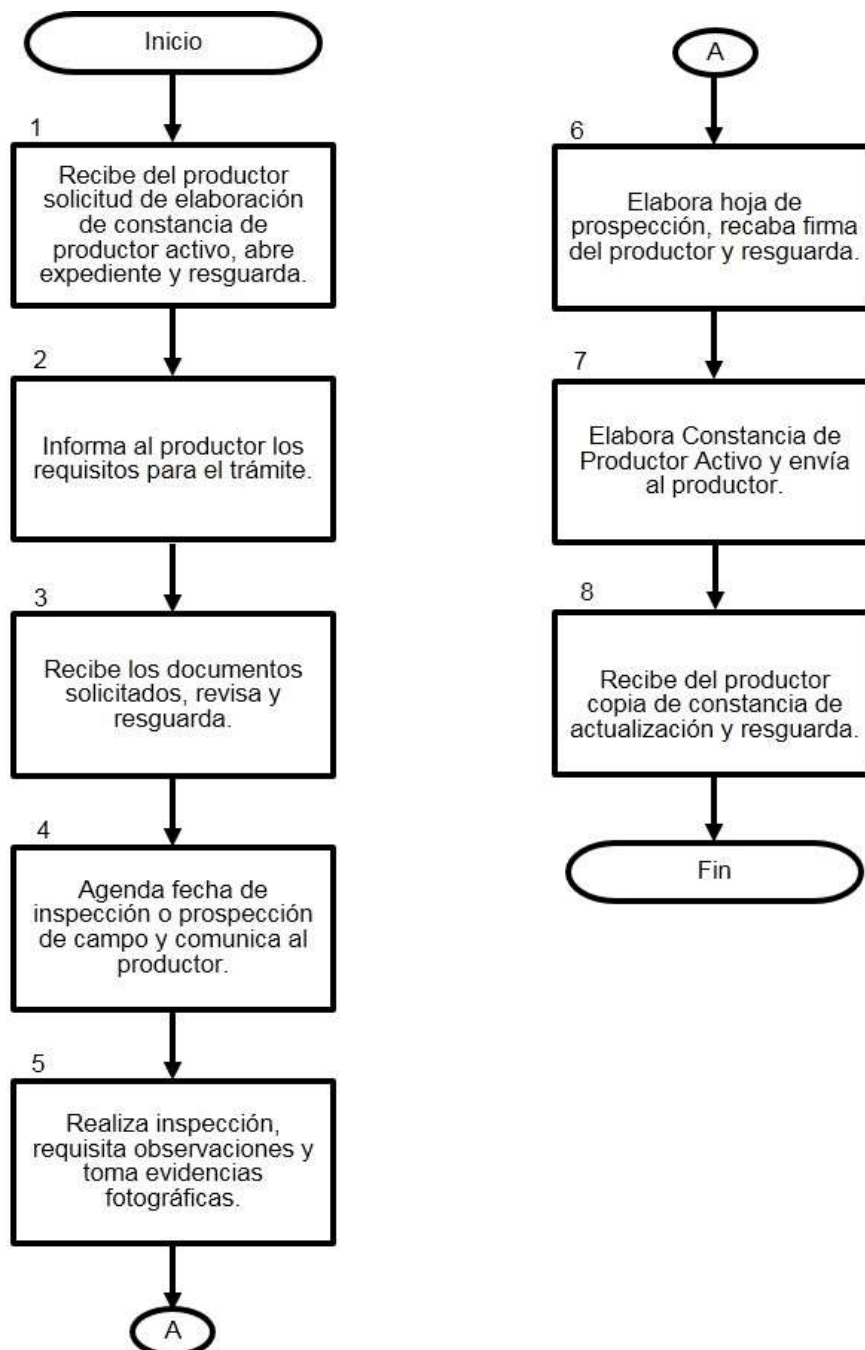 Inicio
1
Recibe del productor
solicitud de elaboración
de constancia de
productor activo, abre
expediente y resguarda.
2
Informa al productor los
requisitos para el trámite.
3
Recibe los documentos
solicitados, revisa y
resguarda.
4
Agenda fecha de
inspección o prospección
de campo y comunica al
productor.
5
Realiza inspección,
requisita observaciones y
toma evidencias
fotográficas.
A
A
6
Elabora hoja de
prospección, recaba firma
del productor y resguarda.
7
Elabora Constancia de
Productor Activo y envía
al productor.
8
Recibe del productor
copia de constancia de
actualización y resguarda.
Fin